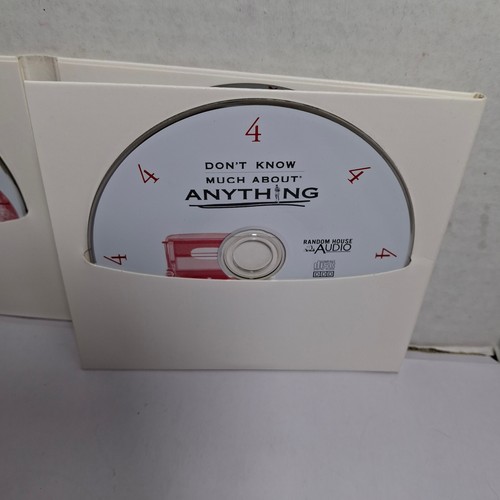 4
4
4
DON'T KNOW
MUCH ABOUT®
ANYTHING
RANDOM HOUSE
AUDIO
4
4